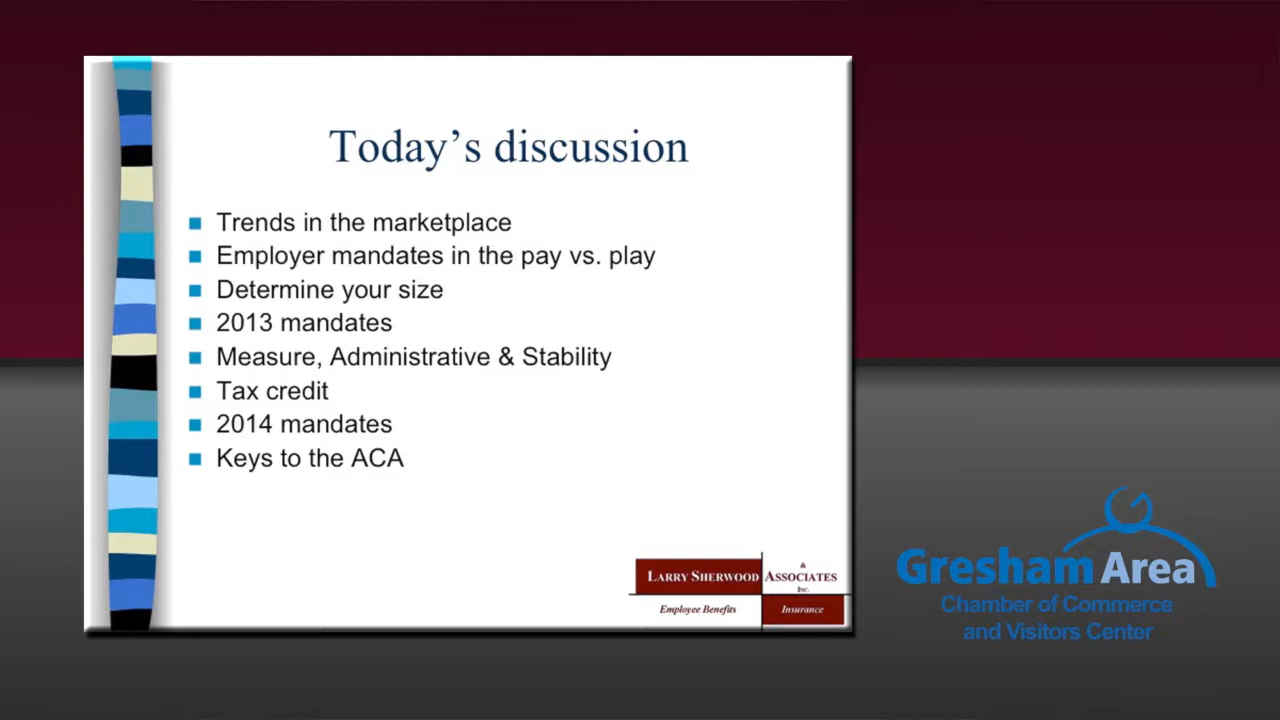 Today’s discussion
Trends in the marketplace
Employer mandates in the pay vs. play
Determine your size
2013 mandates
Measure, Administrative & Stability
Tax credit
2014 mandates
Keys to the ACA
LARRY SHERWOOD & ASSOCIATES INC.
Employee Benefits Insurance
Gresham Area
Chamber of Commerce
and Visitors Center